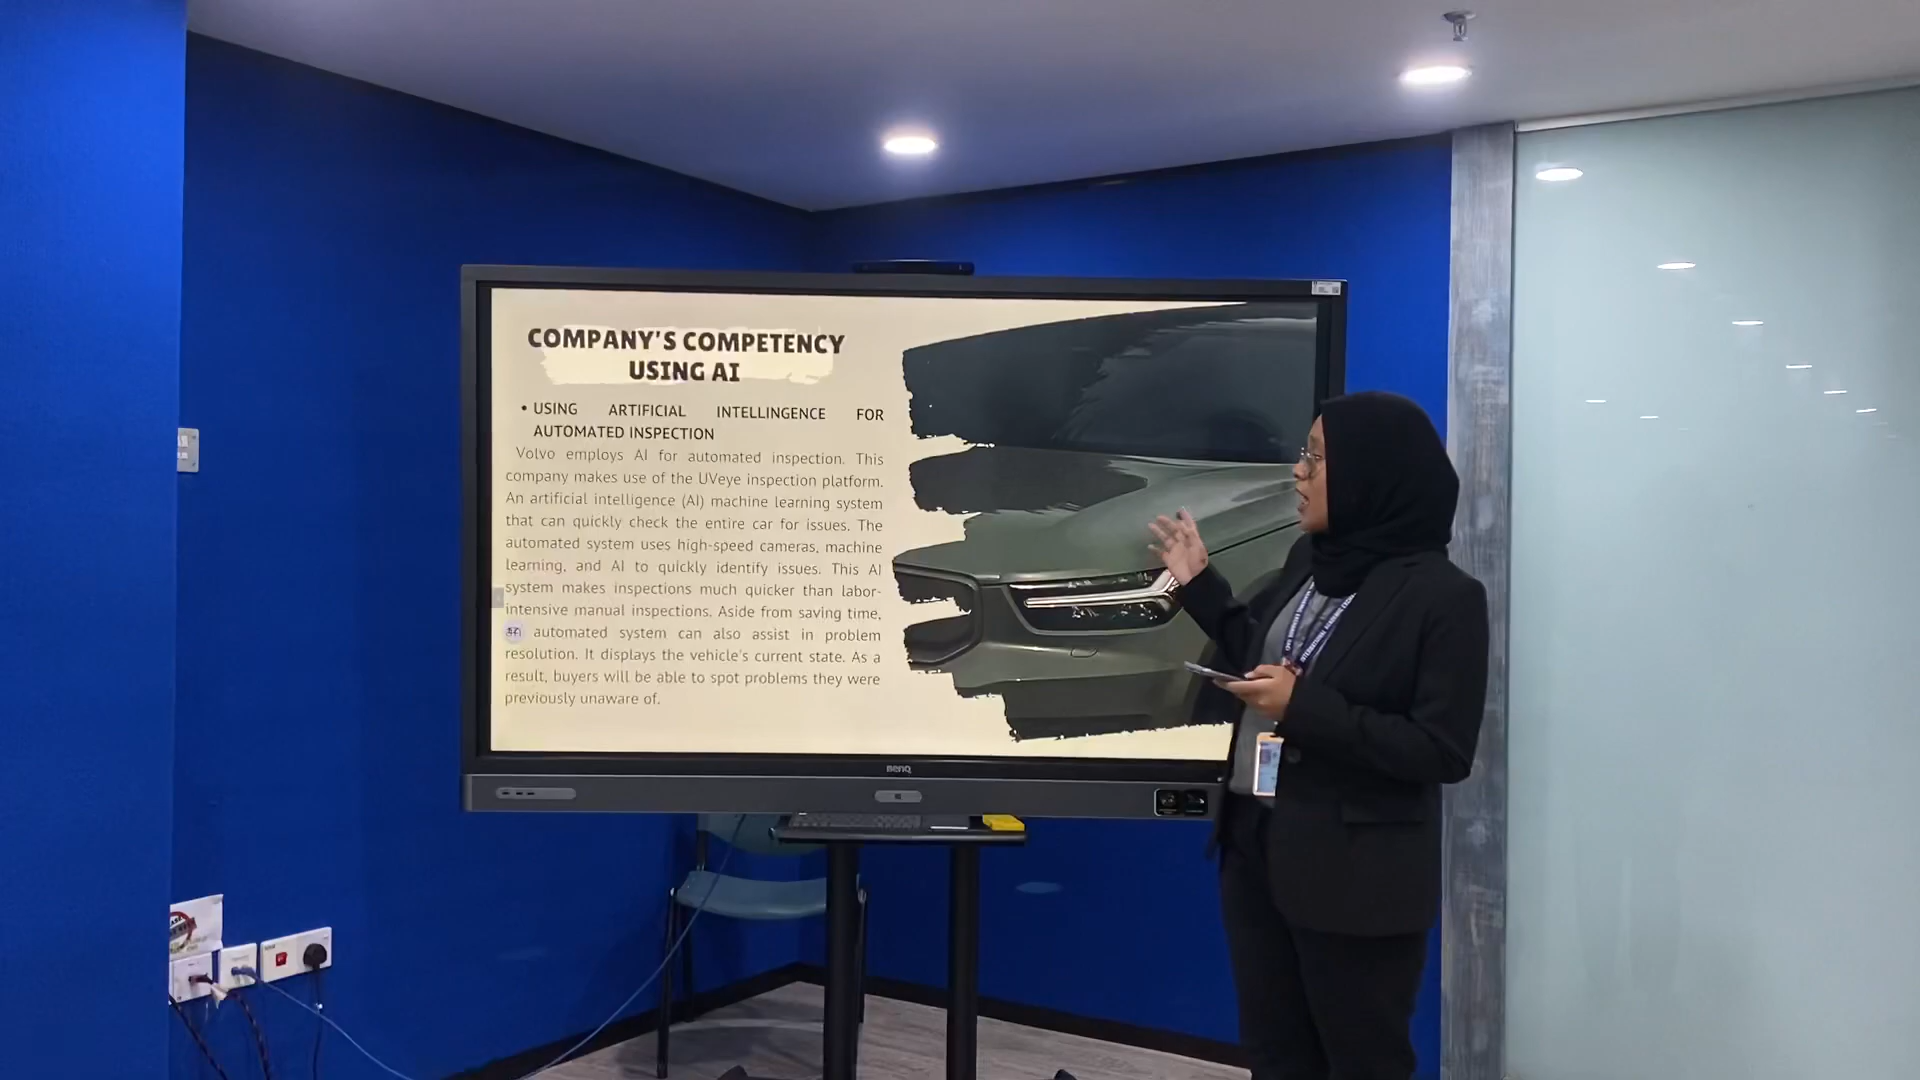 COMPANY'S COMPETENCY
USING AI
• USING ARTIFICIAL INTELLINGENCE FOR
AUTOMATED INSPECTION
Volvo employs AI for automated inspection. This
company makes use of the UVeye inspection platform.
An artificial intelligence (AI) machine learning system
that can quickly check the entire car for issues. The
automated system uses high-speed cameras, machine
learning, and AI to quickly identify issues. This AI
system makes inspections much quicker than labor-
intensive manual inspections. Aside from saving time,
automated system can also assist in problem
resolution. It displays the vehicle's current state. As a
result, buyers will be able to spot problems they were
previously unaware of.
BenQ